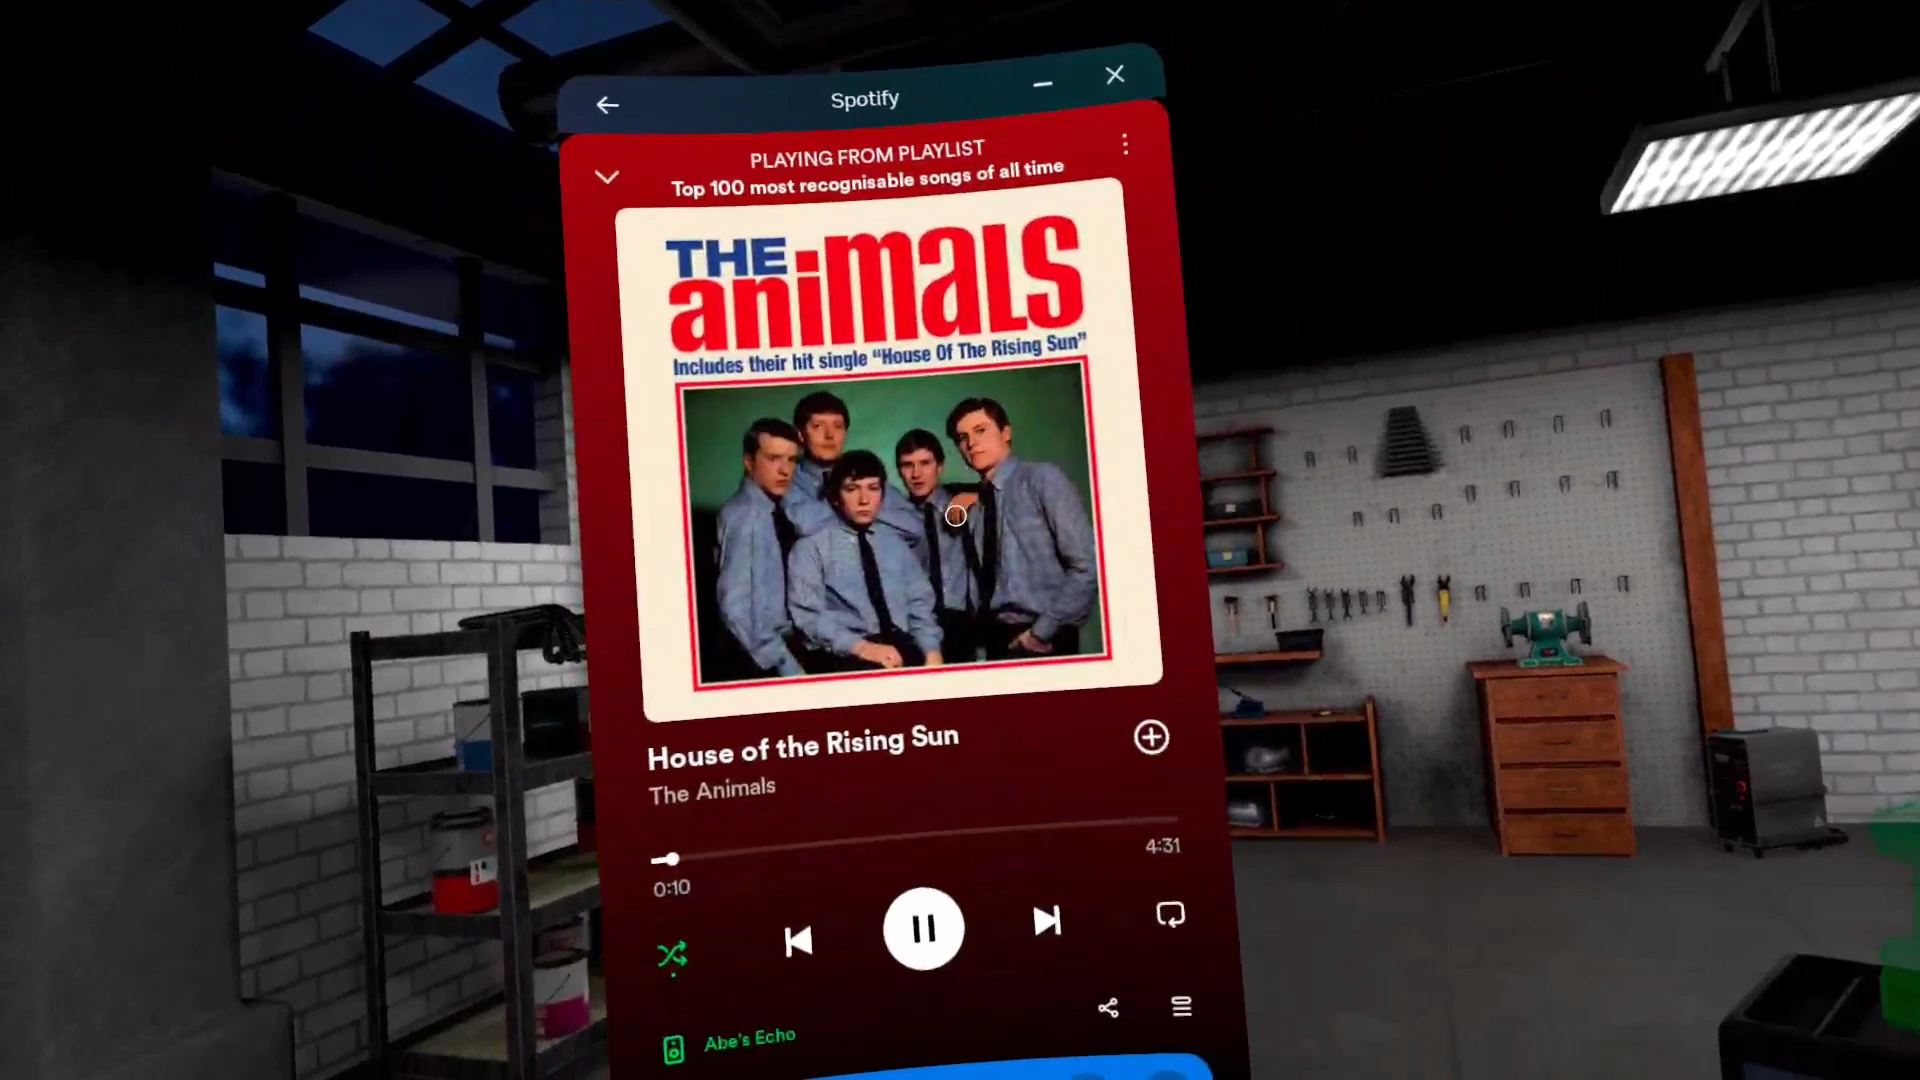 Spotify
PLAYING FROM PLAYLIST
Top 100 most recognisable songs of all time
THE
animals
Includes their hit single “House Of The Rising Sun”
House of the Rising Sun
The Animals
0:10
4:31
Abe's Echo